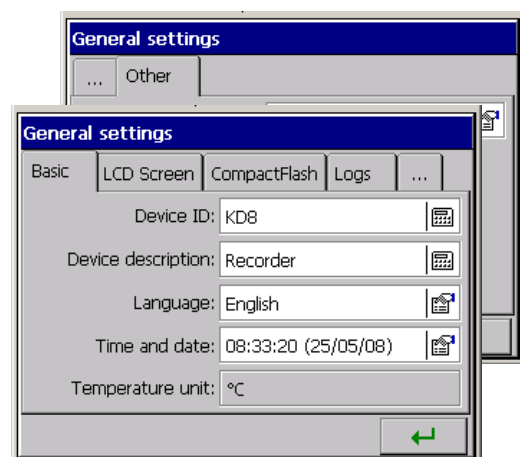 General settings
... Other
General settings
Basic LCD Screen CompactFlash Logs ...
Device ID: KD8
Device description: Recorder
Language: English
Time and date: 08:33:20 (25/05/08)
Temperature unit: °C